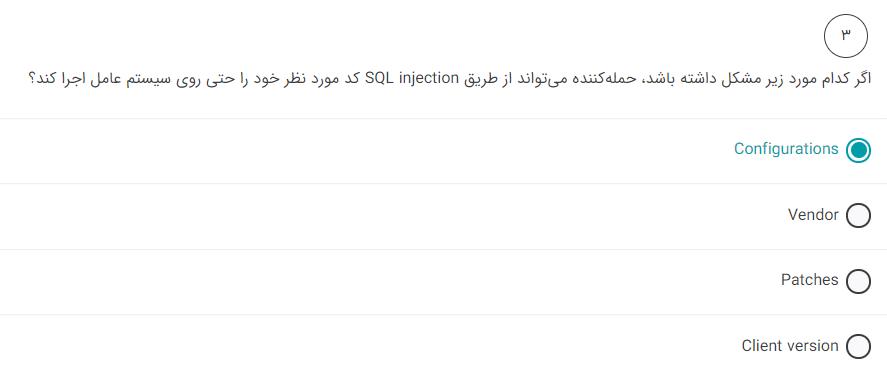 ۳
اگر کدام مورد زیر مشکل داشته باشد، حمله‌کننده می‌تواند از طریق SQL injection کد مورد نظر خود را حتی روی سیستم عامل اجرا کند؟
Configurations
Vendor
Patches
Client version